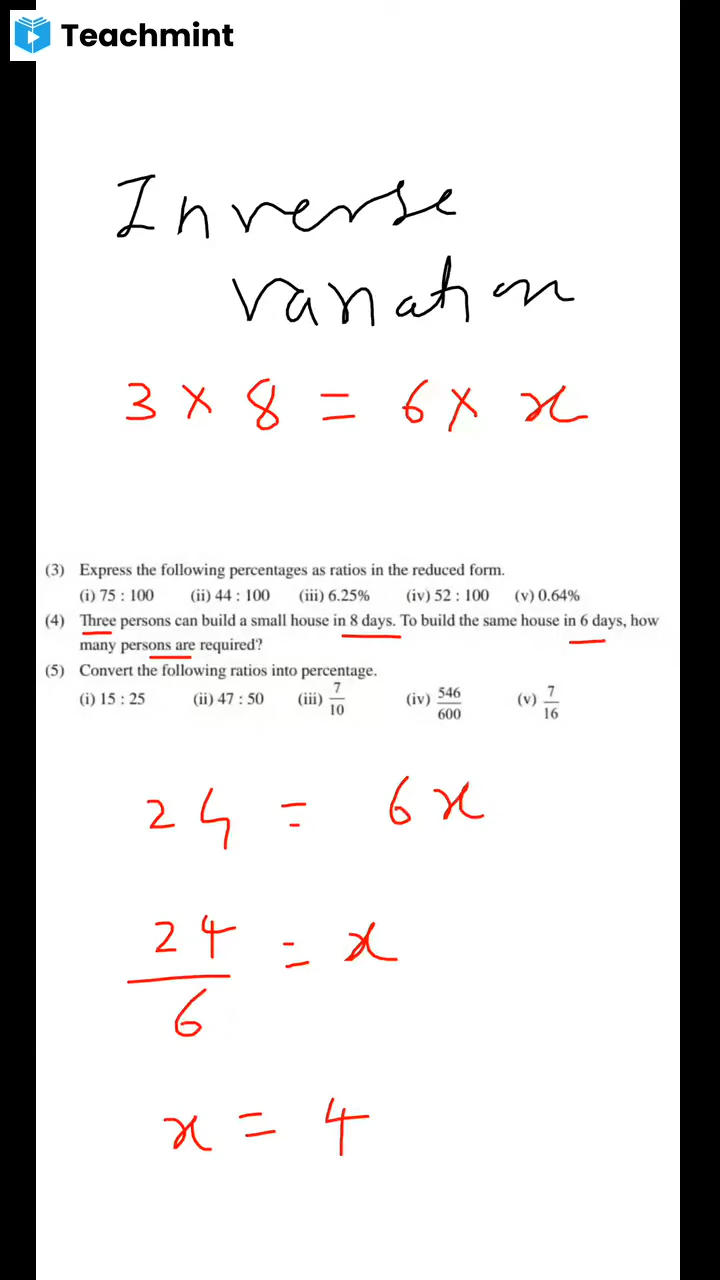 Teachmint
Inverse
variation
3 × 8 = 6 × x
(3) Express the following percentages as ratios in the reduced form.
(i) 75 : 100 (ii) 44 : 100 (iii) 6.25% (iv) 52 : 100 (v) 0.64%
(4) Three persons can build a small house in 8 days. To build the same house in 6 days, how
many persons are required?
(5) Convert the following ratios into percentage.
(i) 15 : 25 (ii) 47 : 50 (iii) 7/10 (iv) 546/600 (v) 7/16
24 = 6x
24/6 = x
x = 4